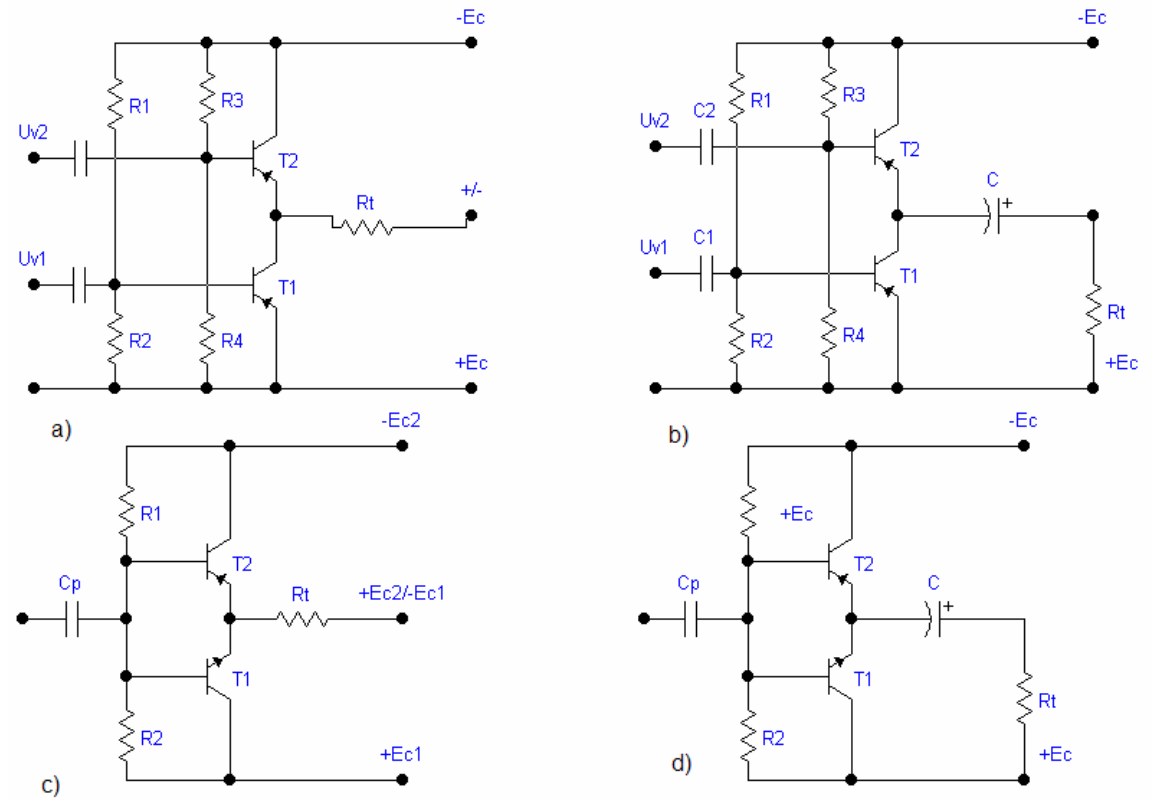 -Ec
R1
R3
Uv2
T2
Rt
+/-
Uv1
T1
R2
R4
+Ec
a)
-Ec
R1
R3
C2
Uv2
T2
C
+
Uv1
C1
T1
Rt
R2
R4
+Ec
b)
-Ec2
R1
T2
Cp
Rt
+Ec2/-Ec1
T1
R2
+Ec1
c)
-Ec
+Ec
T2
Cp
C
+
T1
Rt
R2
+Ec
d)